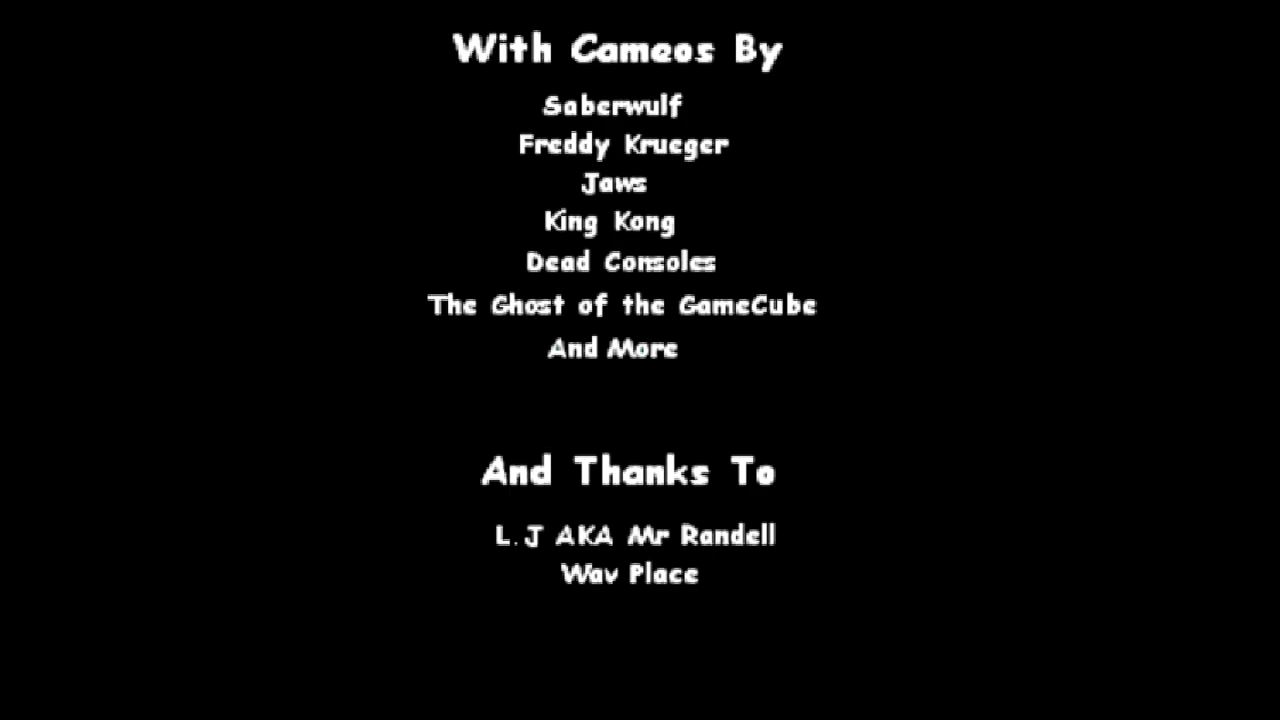 With Cameos By
Saberwulf
Freddy Krueger
Jaws
King Kong
Dead Consoles
The Ghost of the GameCube
And More
And Thanks To
L.J AKA Mr Randell
Wav Place